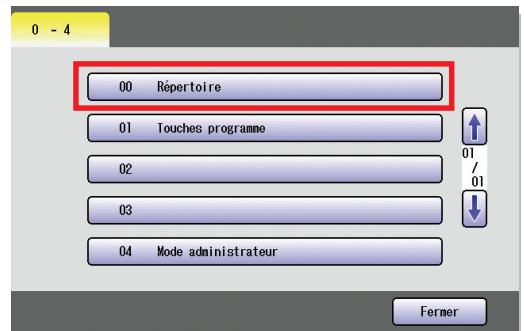 0 - 4
00 Répertoire
01 Touches programme
02
03
04 Mode administrateur
01
/
01
Fermer